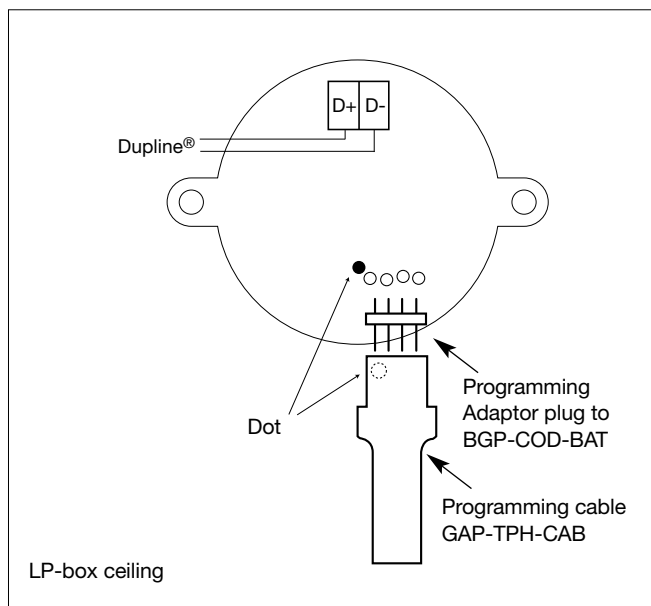 D+ D-
Dupline®
Dot
Programming
Adaptor plug to
BGP-COD-BAT
Programming cable
GAP-TPH-CAB
LP-box ceiling